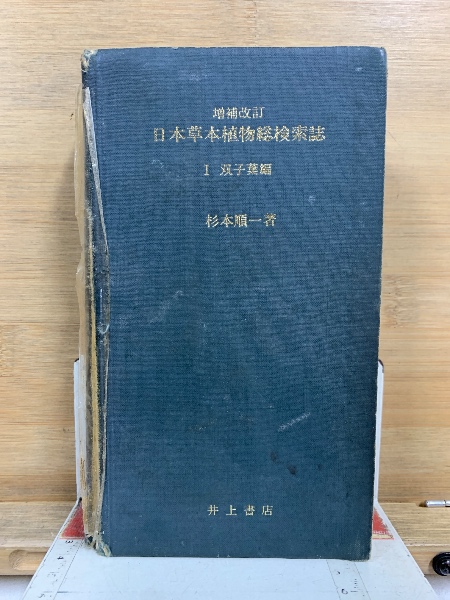 増補改訂
日本草本植物総検索誌
I 双子葉編
杉本順一著
井上書店